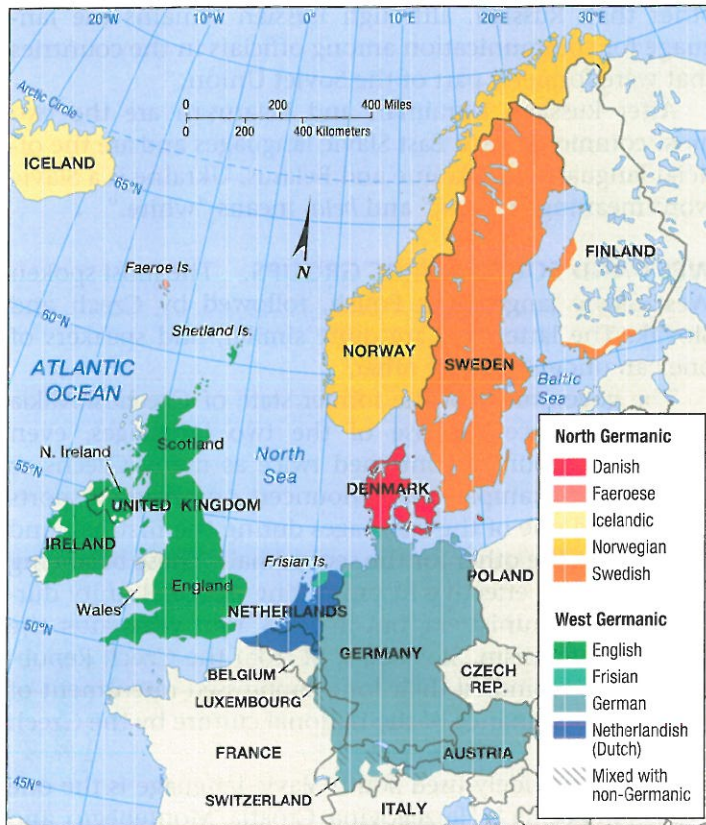 20°W
10°W
0°
10°E
20°E
30°E
Arctic Circle
ICELAND
65°N
0 200 400 Miles
0 200 400 Kilometers
N
Faeroe Is.
Shetland Is.
60°N
FINLAND
NORWAY
SWEDEN
ATLANTIC
OCEAN
Baltic
Sea
North
Sea
Scotland
55°N
N. Ireland
UNITED KINGDOM
IRELAND
DENMARK
Frisian Is.
England
Wales
NETHERLANDS
POLAND
50°N
GERMANY
BELGIUM
LUXEMBOURG
CZECH
REP.
FRANCE
AUSTRIA
45°N
SWITZERLAND
ITALY
North Germanic
Danish
Faeroese
Icelandic
Norwegian
Swedish
West Germanic
English
Frisian
German
Netherlandish
(Dutch)
Mixed with
non-Germanic